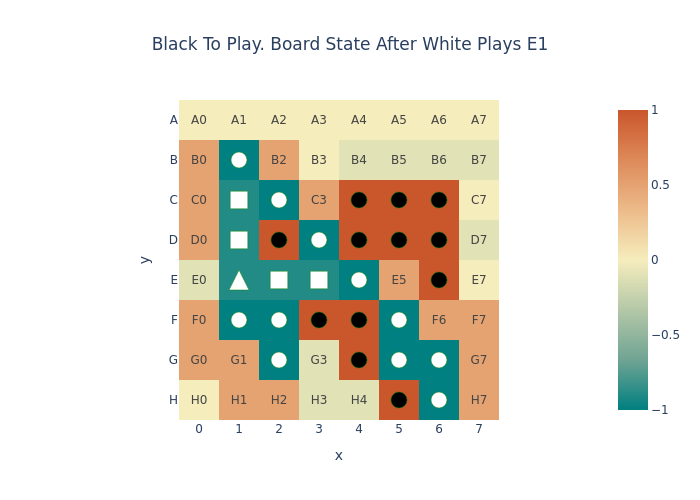 Black To Play. Board State After White Plays E1
A A0 A1 A2 A3 A4 A5 A6 A7
B B0 B2 B3 B4 B5 B6 B7
C C0 C3 C7
D D0 D7
E E0 E5 E7
F F0 F6 F7
G G0 G1 G3 G7
H H0 H1 H2 H3 H4 H7
0 1 2 3 4 5 6 7
x
y
1
0.5
0
−0.5
−1